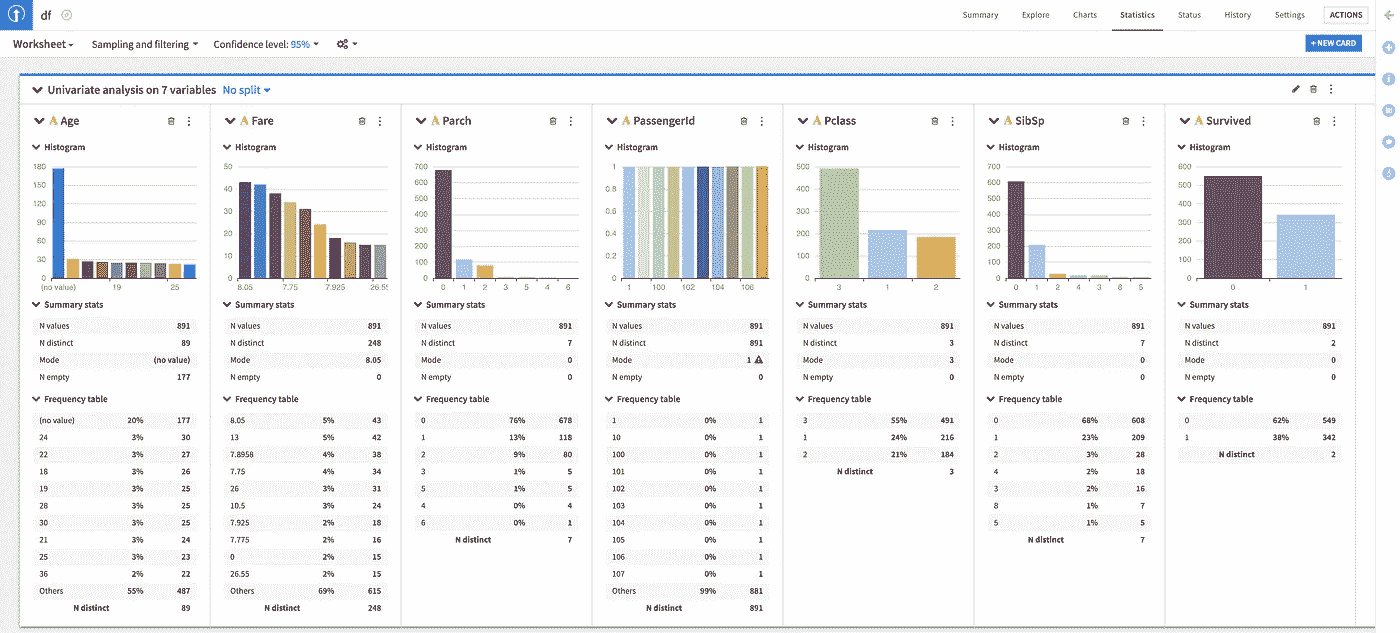 df
Summary Explore Charts Statistics Status History Settings ACTIONS
Worksheet Sampling and filtering Confidence level: 95%
+ NEW CARD
Univariate analysis on 7 variables No split
A Age
Histogram
180
150
120
90
60
30
0
(no value) 19 25
Summary stats
N values 891
N distinct 89
Mode (no value)
N empty 177
Frequency table
(no value) 20% 177
24 3% 30
22 3% 27
18 3% 26
19 3% 25
28 3% 25
30 3% 25
21 3% 24
25 3% 23
36 2% 22
Others 55% 487
N distinct 89
A Fare
Histogram
50
40
30
20
10
0
8.05 7.75 7.925 26.55
Summary stats
N values 891
N distinct 248
Mode 8.05
N empty 0
Frequency table
8.05 5% 43
13 5% 42
7.8958 4% 38
7.75 4% 34
26 3% 31
10.5 3% 24
7.925 2% 18
7.775 2% 16
0 2% 15
26.55 2% 15
Others 69% 615
N distinct 248
A Parch
Histogram
700
600
500
400
300
200
100
0
0 1 2 3 5 4 6
Summary stats
N values 891
N distinct 7
Mode 0
N empty 0
Frequency table
0 76% 678
1 13% 118
2 9% 80
3 1% 5
5 1% 5
4 0% 4
6 0% 1
N distinct 7
A PassengerId
Histogram
1
0.8
0.6
0.4
0.2
0
1 100 102 104 106
Summary stats
N values 891
N distinct 891
Mode 1
N empty 0
Frequency table
1 0% 1
10 0% 1
100 0% 1
101 0% 1
102 0% 1
103 0% 1
104 0% 1
105 0% 1
106 0% 1
107 0% 1
Others 99% 881
N distinct 891
A Pclass
Histogram
500
400
300
200
100
0
3 1 2
Summary stats
N values 891
N distinct 3
Mode 3
N empty 0
Frequency table
3 55% 491
1 24% 216
2 21% 184
N distinct 3
A SibSp
Histogram
700
600
500
400
300
200
100
0
0 1 2 4 3 8 5
Summary stats
N values 891
N distinct 7
Mode 0
N empty 0
Frequency table
0 68% 608
1 23% 209
2 3% 28
4 2% 18
3 2% 16
8 1% 7
5 1% 5
N distinct 7
A Survived
Histogram
600
500
400
300
200
100
0
0 1
Summary stats
N values 891
N distinct 2
Mode 0
N empty 0
Frequency table
0 62% 549
1 38% 342
N distinct 2